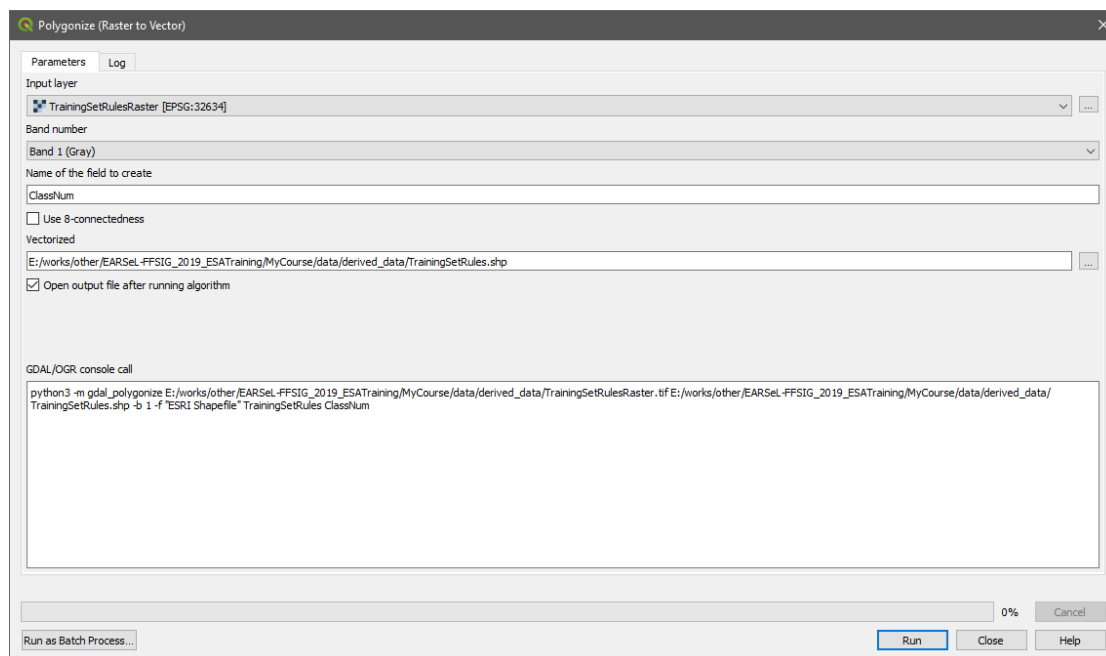 Polygonize (Raster to Vector)
Parameters
Log
Input layer
TrainingSetRulesRaster [EPSG:32634]
...
Band number
Band 1 (Gray)
Name of the field to create
ClassNum
Use 8-connectedness
Vectorized
E:/works/other/EARSeL-FFSIG_2019_ESATraining/MyCourse/data/derived_data/TrainingSetRules.shp
...
Open output file after running algorithm
GDAL/OGR console call
python3 -m gdal_polygonize E:/works/other/EARSeL-FFSIG_2019_ESATraining/MyCourse/data/derived_data/TrainingSetRulesRaster.tif E:/works/other/EARSeL-FFSIG_2019_ESATraining/MyCourse/data/derived_data/
TrainingSetRules.shp -b 1 -f "ESRI Shapefile" TrainingSetRules ClassNum
0%
Cancel
Run as Batch Process...
Run
Close
Help